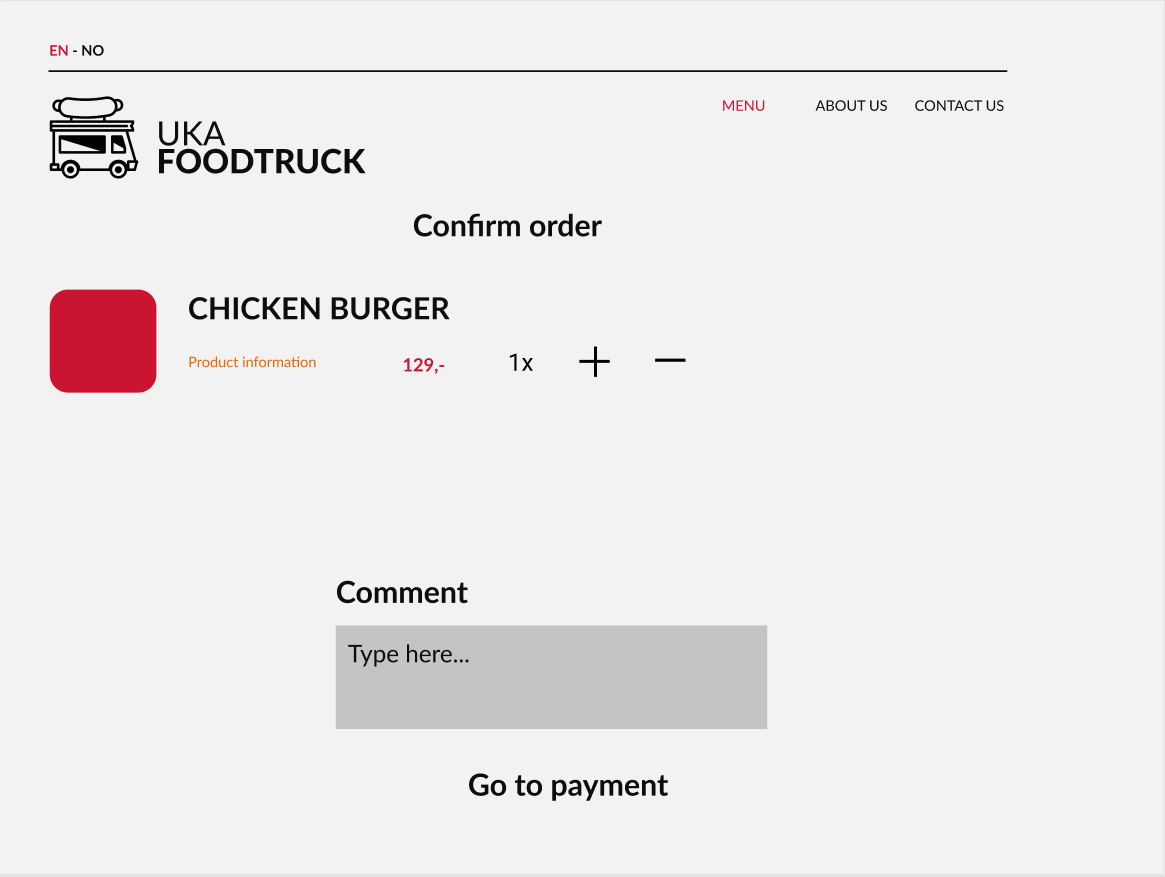 EN - NO
MENU ABOUT US CONTACT US
UKA
FOODTRUCK
Confirm order
CHICKEN BURGER
Product information 129,- 1x + −
Comment
Type here...
Go to payment